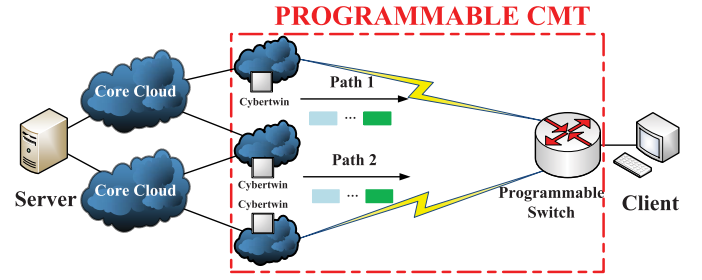 PROGRAMMABLE CMT
Core Cloud
Cybertwin
Path 1
...
Server
Core Cloud
Cybertwin
Cybertwin
Path 2
...
Programmable
Switch
Client